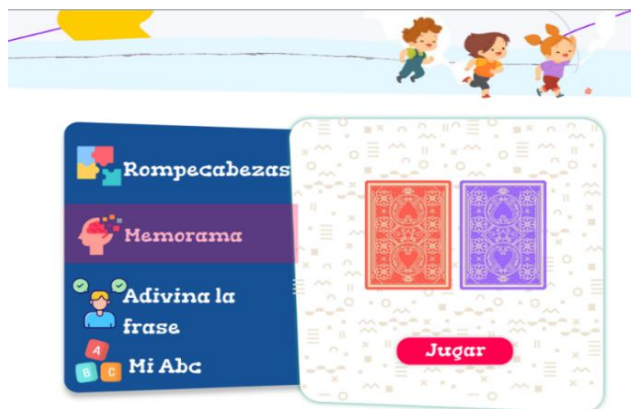 Rompecabezas
Memorama
Adivina la
frase
A
B C
Mi Abc
Jugar